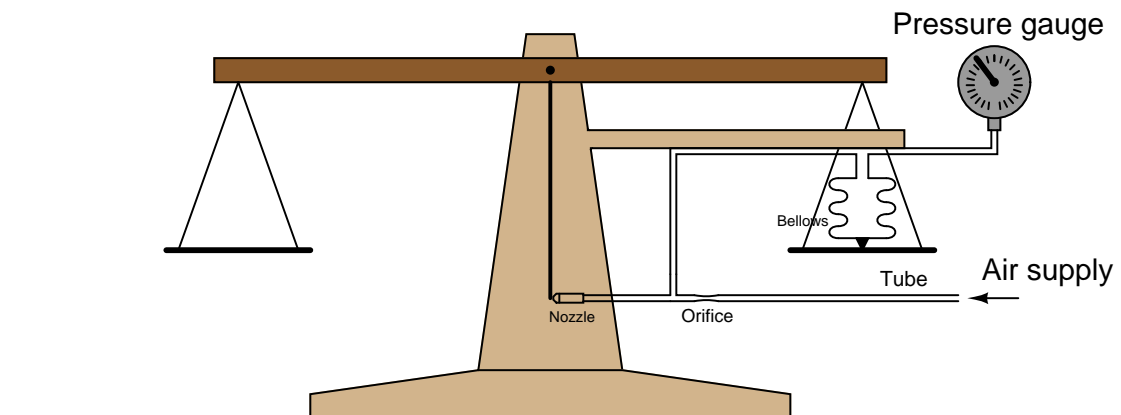 Pressure gauge
Bellows
Air supply
Tube
Nozzle
Orifice